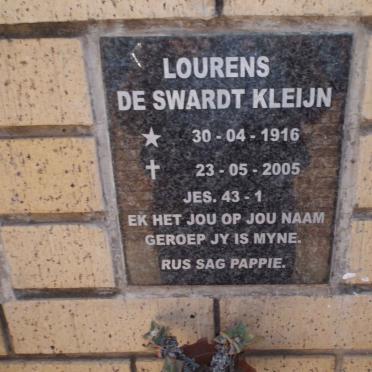 LOURENS
DE SWARDT KLEIJN
30 - 04 - 1916
23 - 05 - 2005
JES. 43 - 1
EK HET JOU OP JOU NAAM
GEROEP JY IS MYNE.
RUS SAG PAPPIE.